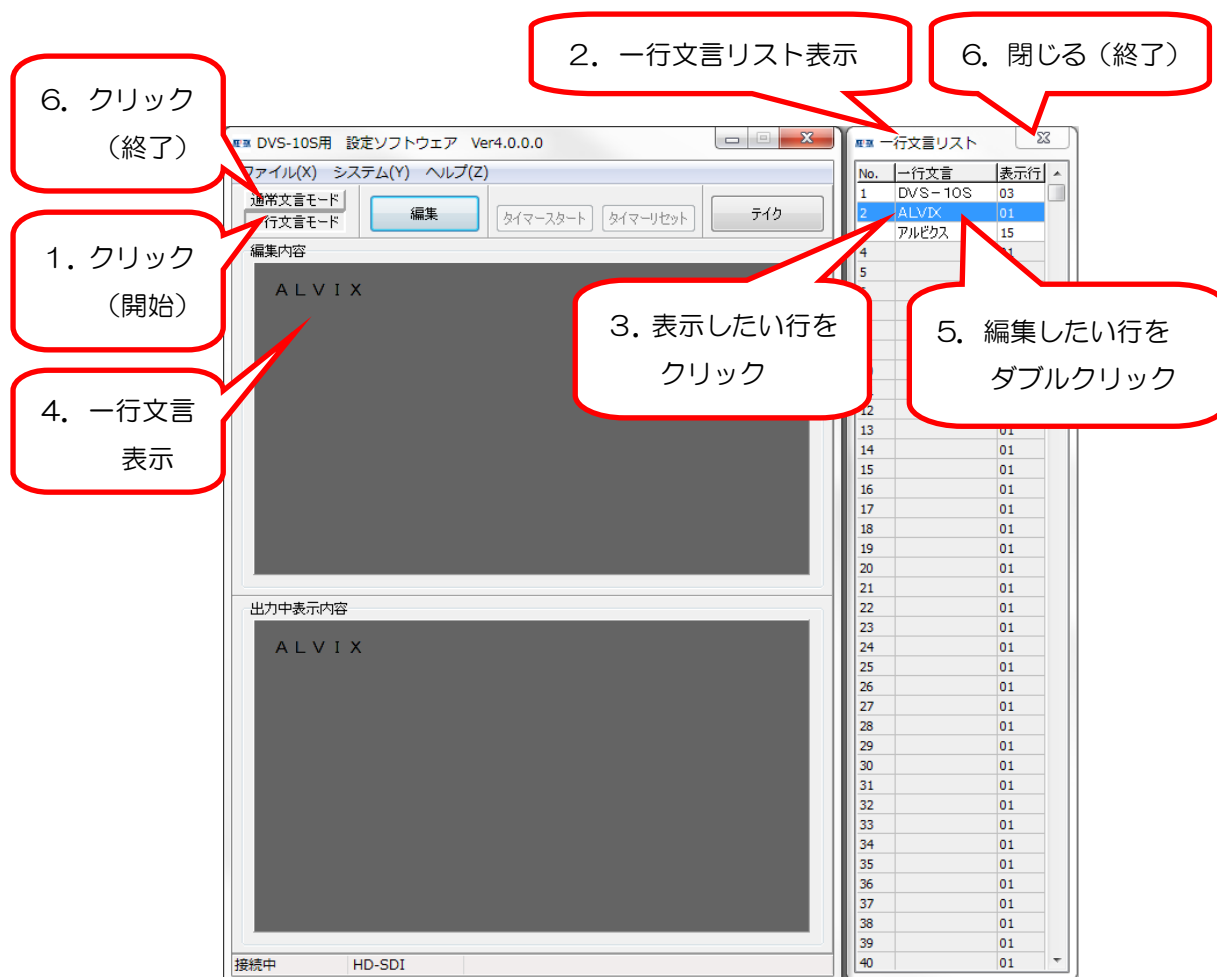 2. 一行文言リスト表示
6. 閉じる（終了）
6. クリック
（終了）
DVS-10S用 設定ソフトウェア Ver4.0.0.0
一行文言リスト
ファイル(X) システム(Y) ヘルプ(Z)
通常文言モード
行文言モード
編集
タイマースタート
タイマーリセット
テイク
No. 一行文言 表示行
1 DVS-10S 03
2 ALVIX 01
アルビクス 15
4 01
5
12
13 01
14 01
15 01
16 01
17 01
18 01
19 01
20 01
21 01
22 01
23 01
24 01
25 01
26 01
27 01
28 01
29 01
30 01
31 01
32 01
33 01
34 01
35 01
36 01
37 01
38 01
39 01
40 01
1. クリック
（開始）
編集内容
ＡＬＶＩＸ
3. 表示したい行を
クリック
5. 編集したい行を
ダブルクリック
4. 一行文言
表示
出力中表示内容
ＡＬＶＩＸ
接続中 HD-SDI